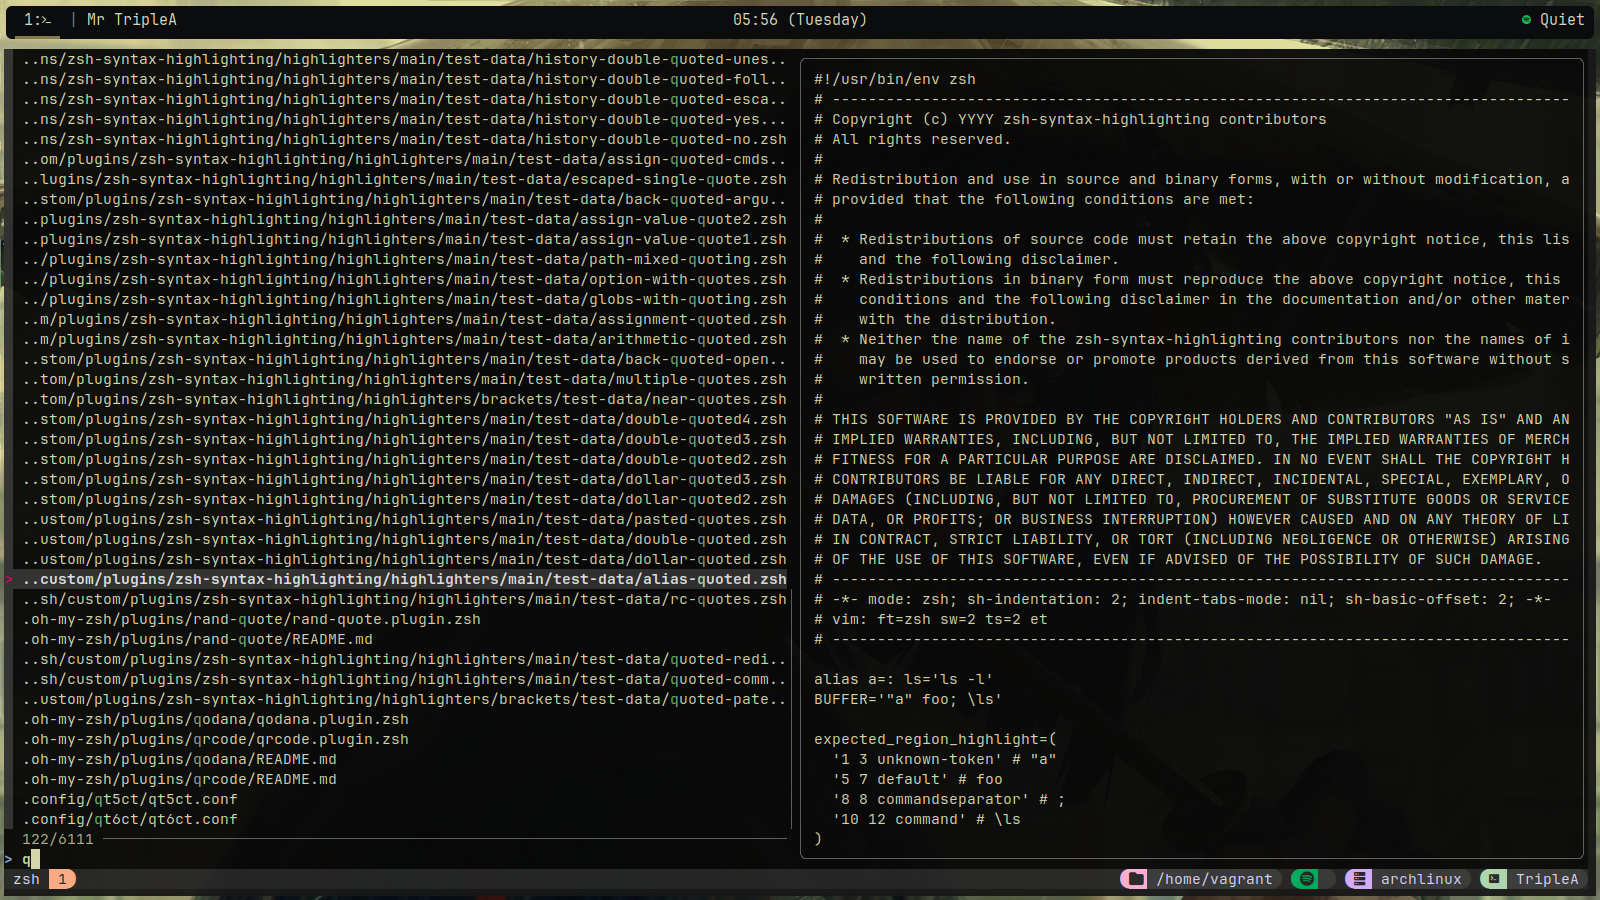 1: | Mr TripleA 05:56 (Tuesday) Quiet
..ns/zsh-syntax-highlighting/highlighters/main/test-data/history-double-quoted-unes..
..ns/zsh-syntax-highlighting/highlighters/main/test-data/history-double-quoted-foll..
..ns/zsh-syntax-highlighting/highlighters/main/test-data/history-double-quoted-esca..
..ns/zsh-syntax-highlighting/highlighters/main/test-data/history-double-quoted-yes...
..ns/zsh-syntax-highlighting/highlighters/main/test-data/history-double-quoted-no.zsh
..om/plugins/zsh-syntax-highlighting/highlighters/main/test-data/assign-quoted-cmds..
..lugins/zsh-syntax-highlighting/highlighters/main/test-data/escaped-single-quote.zsh
..stom/plugins/zsh-syntax-highlighting/highlighters/main/test-data/back-quoted-argu..
..plugins/zsh-syntax-highlighting/highlighters/main/test-data/assign-value-quote2.zsh
..plugins/zsh-syntax-highlighting/highlighters/main/test-data/assign-value-quote1.zsh
../plugins/zsh-syntax-highlighting/highlighters/main/test-data/path-mixed-quoting.zsh
../plugins/zsh-syntax-highlighting/highlighters/main/test-data/option-with-quotes.zsh
../plugins/zsh-syntax-highlighting/highlighters/main/test-data/globs-with-quoting.zsh
..m/plugins/zsh-syntax-highlighting/highlighters/main/test-data/assignment-quoted.zsh
..m/plugins/zsh-syntax-highlighting/highlighters/main/test-data/arithmetic-quoted.zsh
..stom/plugins/zsh-syntax-highlighting/highlighters/main/test-data/back-quoted-open..
..tom/plugins/zsh-syntax-highlighting/highlighters/main/test-data/multiple-quotes.zsh
..tom/plugins/zsh-syntax-highlighting/highlighters/brackets/test-data/near-quotes.zsh
..stom/plugins/zsh-syntax-highlighting/highlighters/main/test-data/double-quoted4.zsh
..stom/plugins/zsh-syntax-highlighting/highlighters/main/test-data/double-quoted3.zsh
..stom/plugins/zsh-syntax-highlighting/highlighters/main/test-data/double-quoted2.zsh
..stom/plugins/zsh-syntax-highlighting/highlighters/main/test-data/dollar-quoted3.zsh
..stom/plugins/zsh-syntax-highlighting/highlighters/main/test-data/dollar-quoted2.zsh
..ustom/plugins/zsh-syntax-highlighting/highlighters/main/test-data/pasted-quotes.zsh
..ustom/plugins/zsh-syntax-highlighting/highlighters/main/test-data/double-quoted.zsh
..ustom/plugins/zsh-syntax-highlighting/highlighters/main/test-data/dollar-quoted.zsh
> ..custom/plugins/zsh-syntax-highlighting/highlighters/main/test-data/alias-quoted.zsh
..sh/custom/plugins/zsh-syntax-highlighting/highlighters/main/test-data/rc-quotes.zsh
.oh-my-zsh/plugins/rand-quote/rand-quote.plugin.zsh
.oh-my-zsh/plugins/rand-quote/README.md
..sh/custom/plugins/zsh-syntax-highlighting/highlighters/main/test-data/quoted-redi..
..sh/custom/plugins/zsh-syntax-highlighting/highlighters/main/test-data/quoted-comm..
..ustom/plugins/zsh-syntax-highlighting/highlighters/brackets/test-data/quoted-pate..
.oh-my-zsh/plugins/qodana/qodana.plugin.zsh
.oh-my-zsh/plugins/qrcode/qrcode.plugin.zsh
.oh-my-zsh/plugins/qodana/README.md
.oh-my-zsh/plugins/qrcode/README.md
.config/qt5ct/qt5ct.conf
.config/qt6ct/qt6ct.conf
122/6111
> q
#!/usr/bin/env zsh
# ----------------------------------------------------------------------------------
# Copyright (c) YYYY zsh-syntax-highlighting contributors
# All rights reserved.
#
# Redistribution and use in source and binary forms, with or without modification, a
# provided that the following conditions are met:
#
#  * Redistributions of source code must retain the above copyright notice, this lis
#    and the following disclaimer.
#  * Redistributions in binary form must reproduce the above copyright notice, this
#    conditions and the following disclaimer in the documentation and/or other mater
#    with the distribution.
#  * Neither the name of the zsh-syntax-highlighting contributors nor the names of i
#    may be used to endorse or promote products derived from this software without s
#    written permission.
#
# THIS SOFTWARE IS PROVIDED BY THE COPYRIGHT HOLDERS AND CONTRIBUTORS "AS IS" AND AN
# IMPLIED WARRANTIES, INCLUDING, BUT NOT LIMITED TO, THE IMPLIED WARRANTIES OF MERCH
# FITNESS FOR A PARTICULAR PURPOSE ARE DISCLAIMED. IN NO EVENT SHALL THE COPYRIGHT H
# CONTRIBUTORS BE LIABLE FOR ANY DIRECT, INDIRECT, INCIDENTAL, SPECIAL, EXEMPLARY, O
# DAMAGES (INCLUDING, BUT NOT LIMITED TO, PROCUREMENT OF SUBSTITUTE GOODS OR SERVICE
# DATA, OR PROFITS; OR BUSINESS INTERRUPTION) HOWEVER CAUSED AND ON ANY THEORY OF LI
# IN CONTRACT, STRICT LIABILITY, OR TORT (INCLUDING NEGLIGENCE OR OTHERWISE) ARISING
# OF THE USE OF THIS SOFTWARE, EVEN IF ADVISED OF THE POSSIBILITY OF SUCH DAMAGE.
# ----------------------------------------------------------------------------------
# -*- mode: zsh; sh-indentation: 2; indent-tabs-mode: nil; sh-basic-offset: 2; -*-
# vim: ft=zsh sw=2 ts=2 et
# ----------------------------------------------------------------------------------
alias a=: ls='ls -l'
BUFFER='"a" foo; \ls'
expected_region_highlight=(
  '1 3 unknown-token' # "a"
  '5 7 default' # foo
  '8 8 commandseparator' # ;
  '10 12 command' # \ls
)
zsh 1 /home/vagrant archlinux TripleA